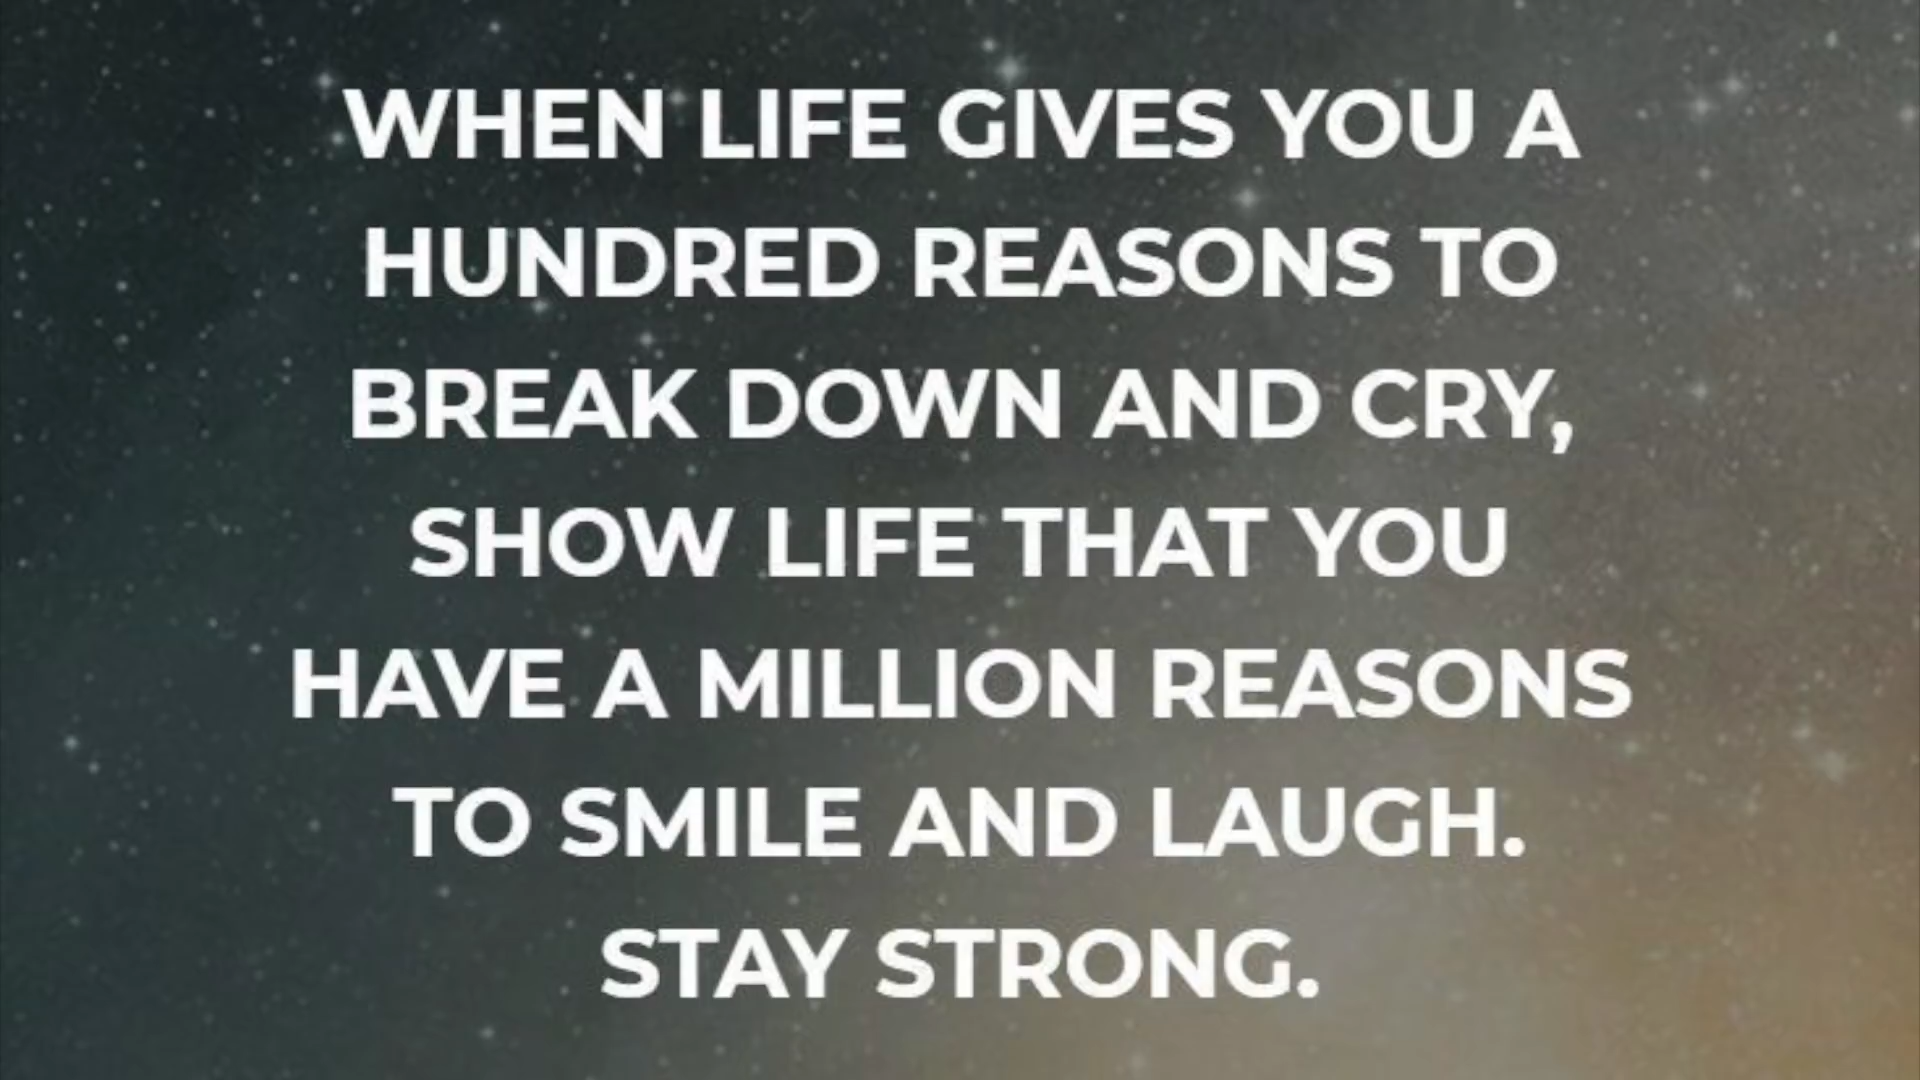 WHEN LIFE GIVES YOU A
HUNDRED REASONS TO
BREAK DOWN AND CRY,
SHOW LIFE THAT YOU
HAVE A MILLION REASONS
TO SMILE AND LAUGH.
STAY STRONG.